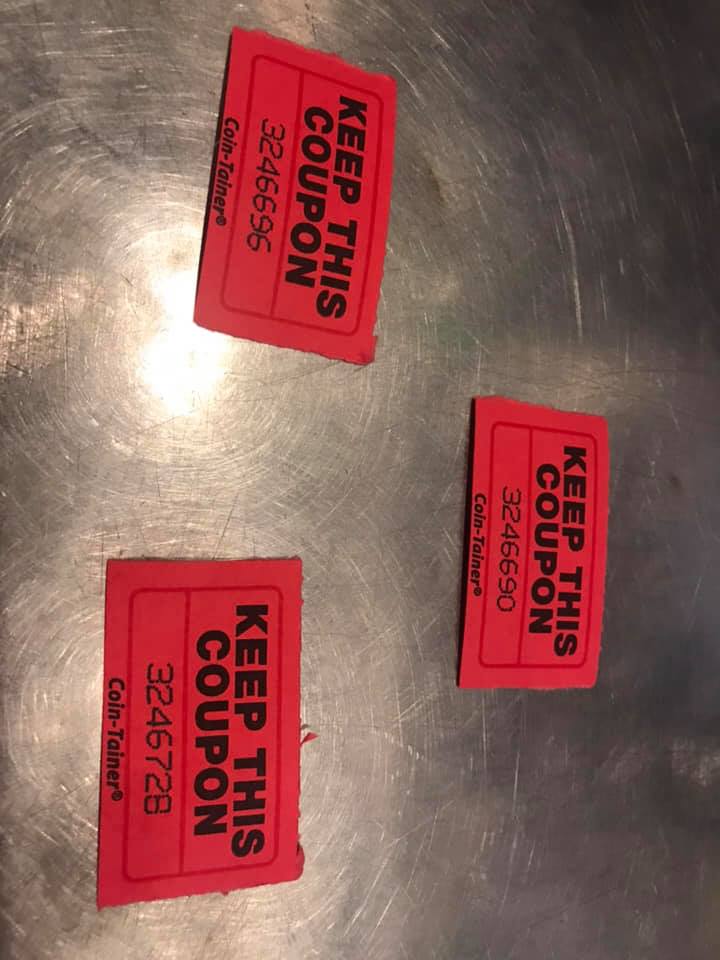 KEEP THIS
COUPON
3246696
Coin-Tainer®
KEEP THIS
COUPON
3246690
Coin-Tainer®
KEEP THIS
COUPON
3246728
Coin-Tainer®